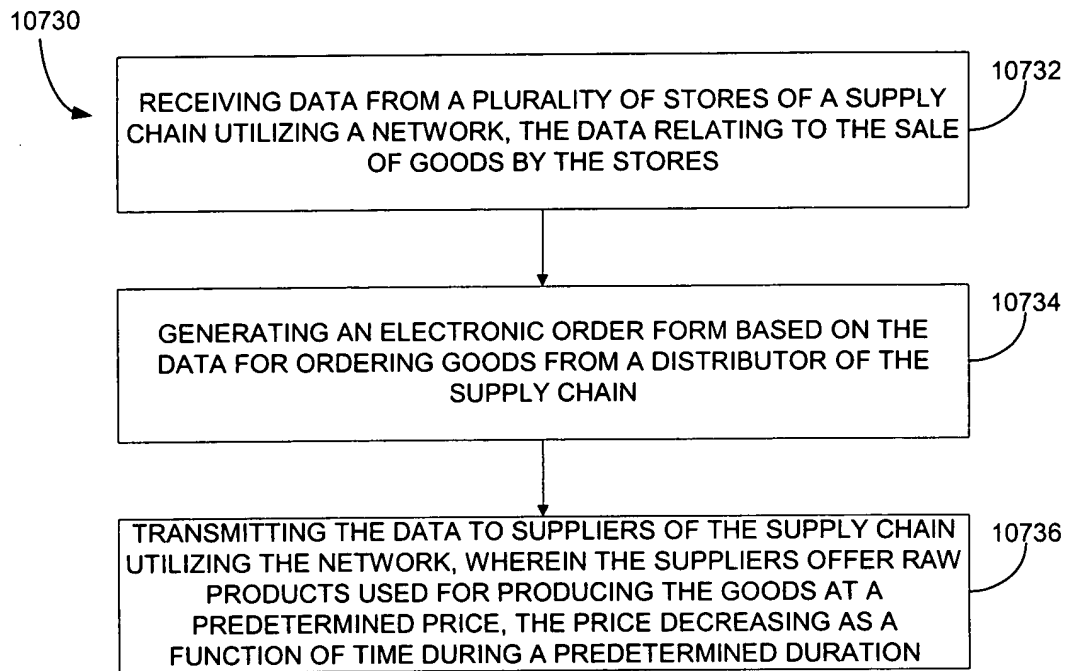 10730
10732
RECEIVING DATA FROM A PLURALITY OF STORES OF A SUPPLY
CHAIN UTILIZING A NETWORK, THE DATA RELATING TO THE SALE
OF GOODS BY THE STORES
10734
GENERATING AN ELECTRONIC ORDER FORM BASED ON THE
DATA FOR ORDERING GOODS FROM A DISTRIBUTOR OF THE
SUPPLY CHAIN
10736
TRANSMITTING THE DATA TO SUPPLIERS OF THE SUPPLY CHAIN
UTILIZING THE NETWORK, WHEREIN THE SUPPLIERS OFFER RAW
PRODUCTS USED FOR PRODUCING THE GOODS AT A
PREDETERMINED PRICE, THE PRICE DECREASING AS A
FUNCTION OF TIME DURING A PREDETERMINED DURATION